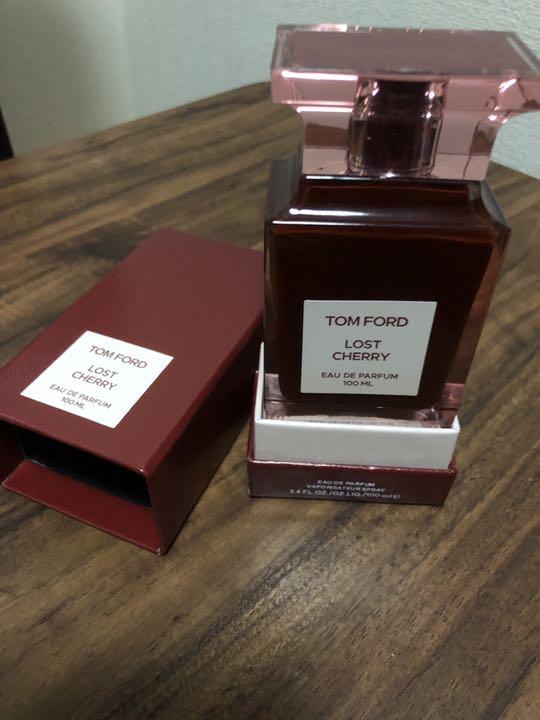 TOM FORD
LOST
CHERRY
EAU DE PARFUM
100 ML
TOM FORD
LOST
CHERRY
EAU DE PARFUM
100 ML
EAU DE PARFUM
VAPORISATEUR SPRAY
3.4 FL.OZ./OZ.LIQ./100 ml e